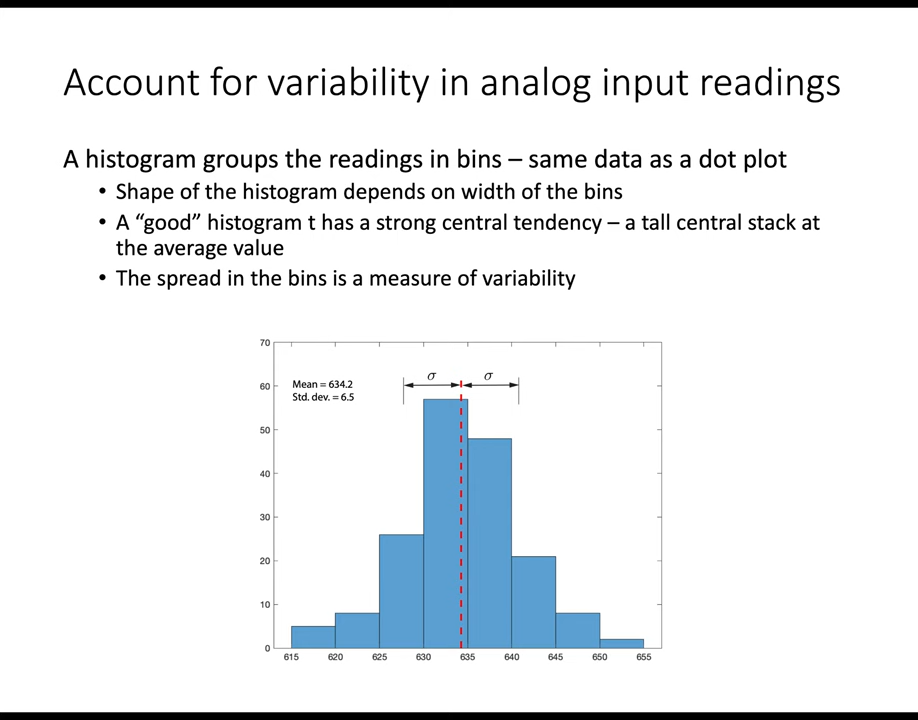 Account for variability in analog input readings
A histogram groups the readings in bins – same data as a dot plot
• Shape of the histogram depends on width of the bins
• A “good” histogram t has a strong central tendency – a tall central stack at
the average value
• The spread in the bins is a measure of variability
70
60
50
40
30
20
10
0
Mean = 634.2
Std. dev. = 6.5
σ σ
615 620 625 630 635 640 645 650 655